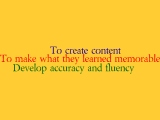 To create content
To make what they learned memorable
Develop accuracy and fluency